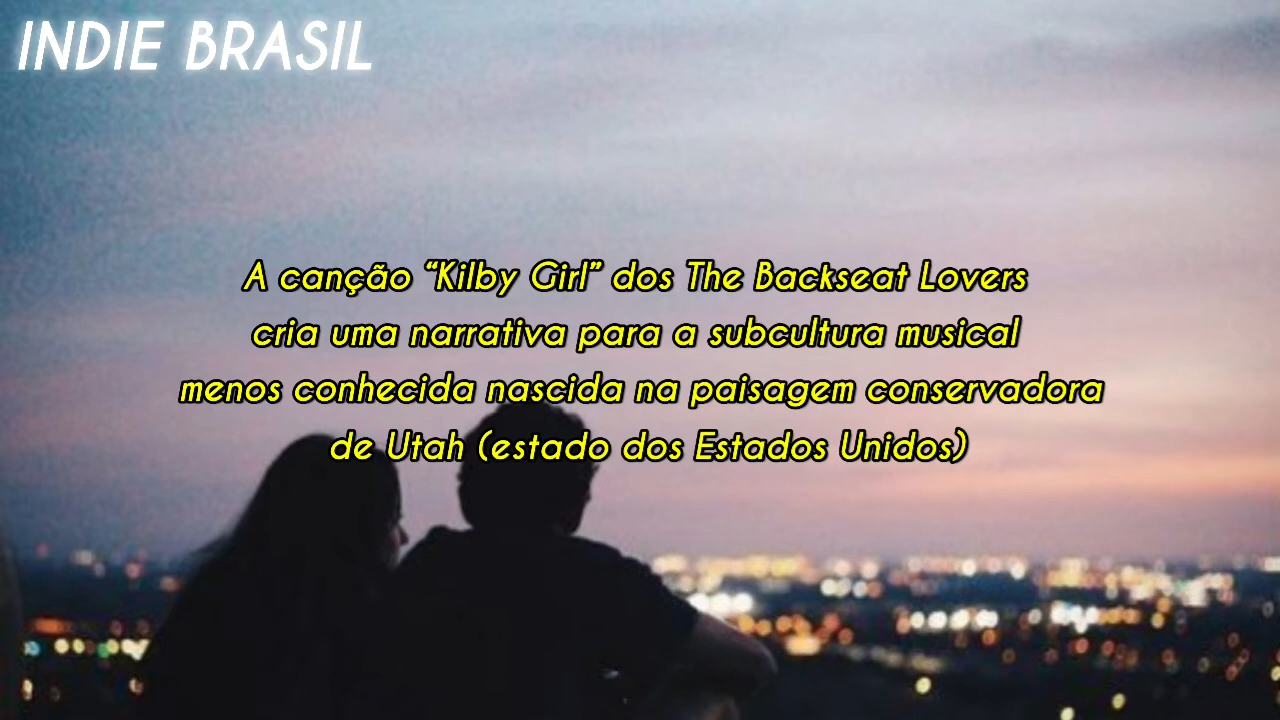 INDIE BRASIL
A canção “Kilby Girl” dos The Backseat Lovers
cria uma narrativa para a subcultura musical
menos conhecida nascida na paisagem conservadora
de Utah (estado dos Estados Unidos)